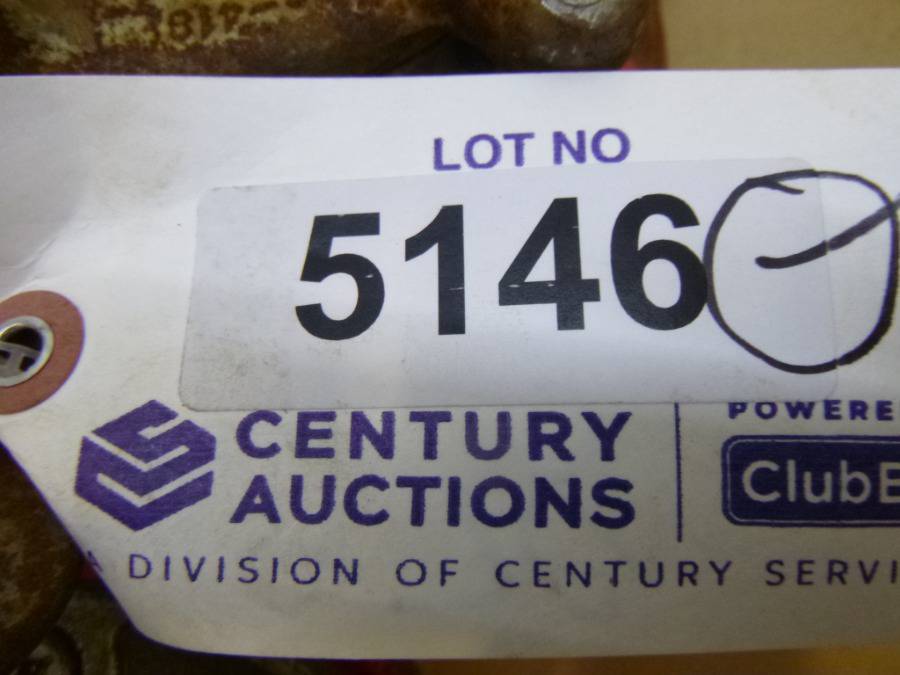 LOT NO
5146
CENTURY
AUCTIONS
POWERE
ClubE
A DIVISION OF CENTURY SERVI